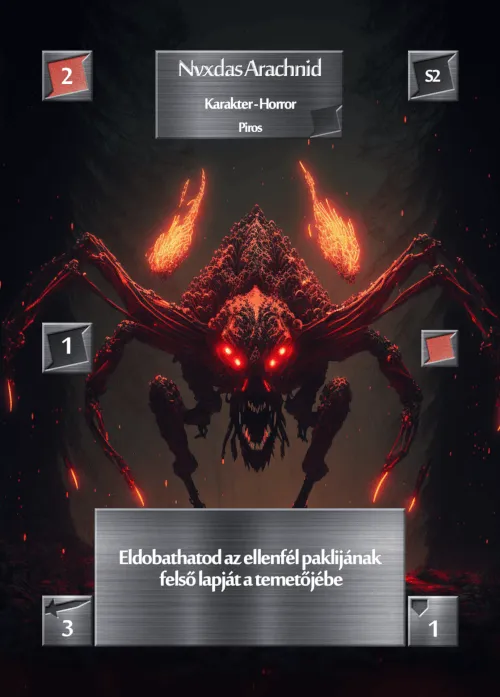 2
Nvxdas Arachnid
S2
Karakter - Horror
Piros
1
Eldobathatod az ellenfél paklijának
felső lapját a temetőjébe
3
1